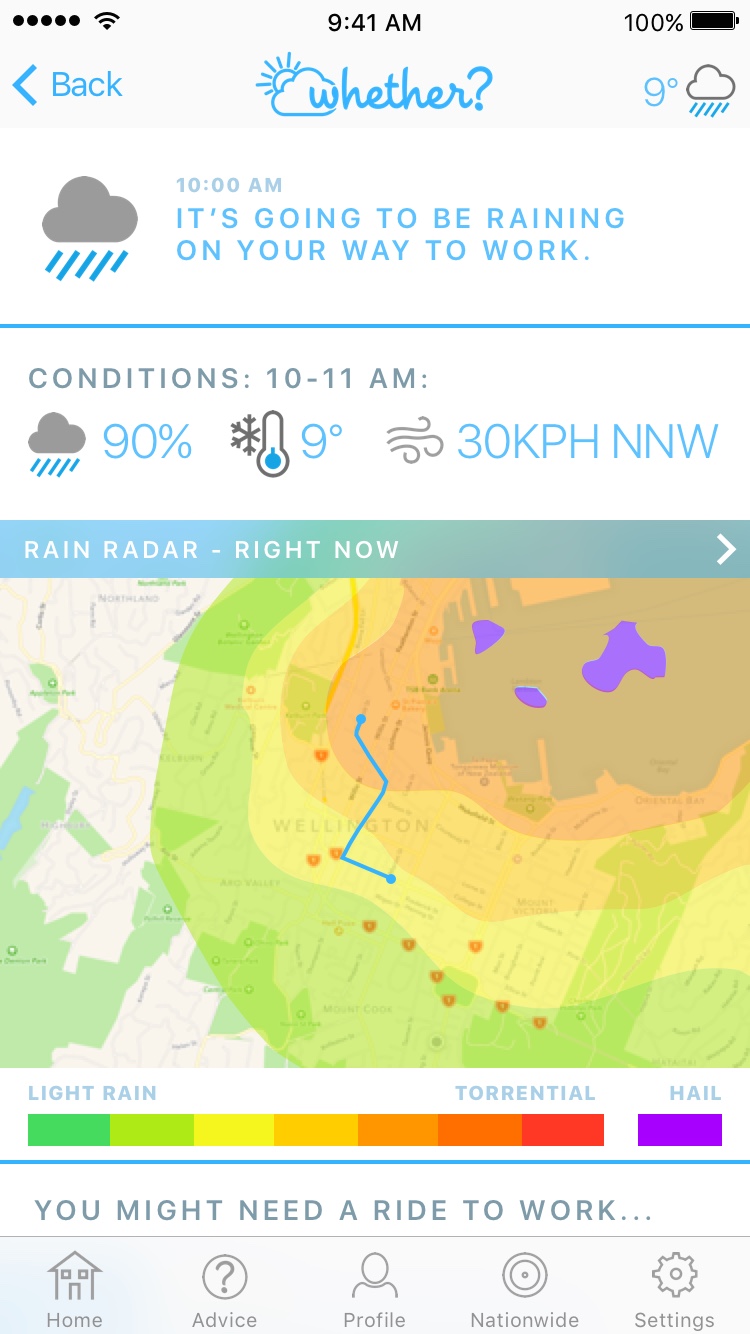 9:41 AM
100%
Back
whether?
9°
10:00 AM
IT'S GOING TO BE RAINING
ON YOUR WAY TO WORK.
CONDITIONS: 10-11 AM:
90%
9°
30KPH NNW
RAIN RADAR - RIGHT NOW
Northland Park
NORTHLAND
Appleton Park
KELBURN
ORIENTAL BAY
WELLINGTON
ARO VALLEY
MOUNT
VICTORIA
MOUNT COOK
LIGHT RAIN
TORRENTIAL
HAIL
YOU MIGHT NEED A RIDE TO WORK...
Home
Advice
Profile
Nationwide
Settings